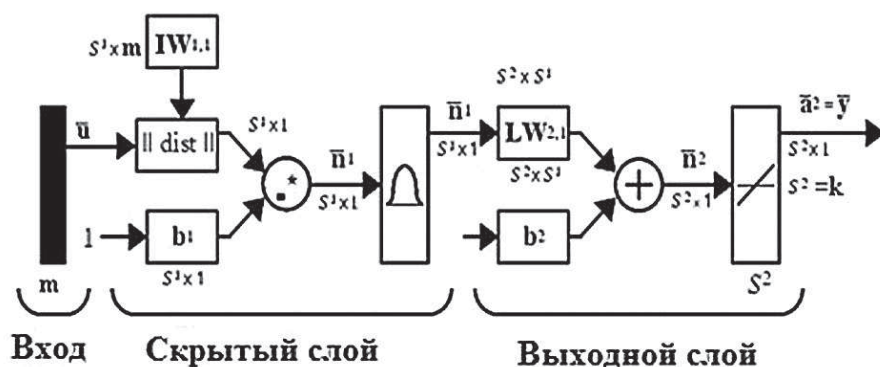 S¹×m
IW₁,₁
S²×S¹
ū
|| dist ||
S¹×1
n̄¹
S¹×1
n̄¹
S¹×1
LW₂,₁
S²×S¹
n̄²
S²×1
ā²=ȳ
S²×1
S²=k
1
b¹
S¹×1
b²
m
S²
Вход
Скрытый слой
Выходной слой